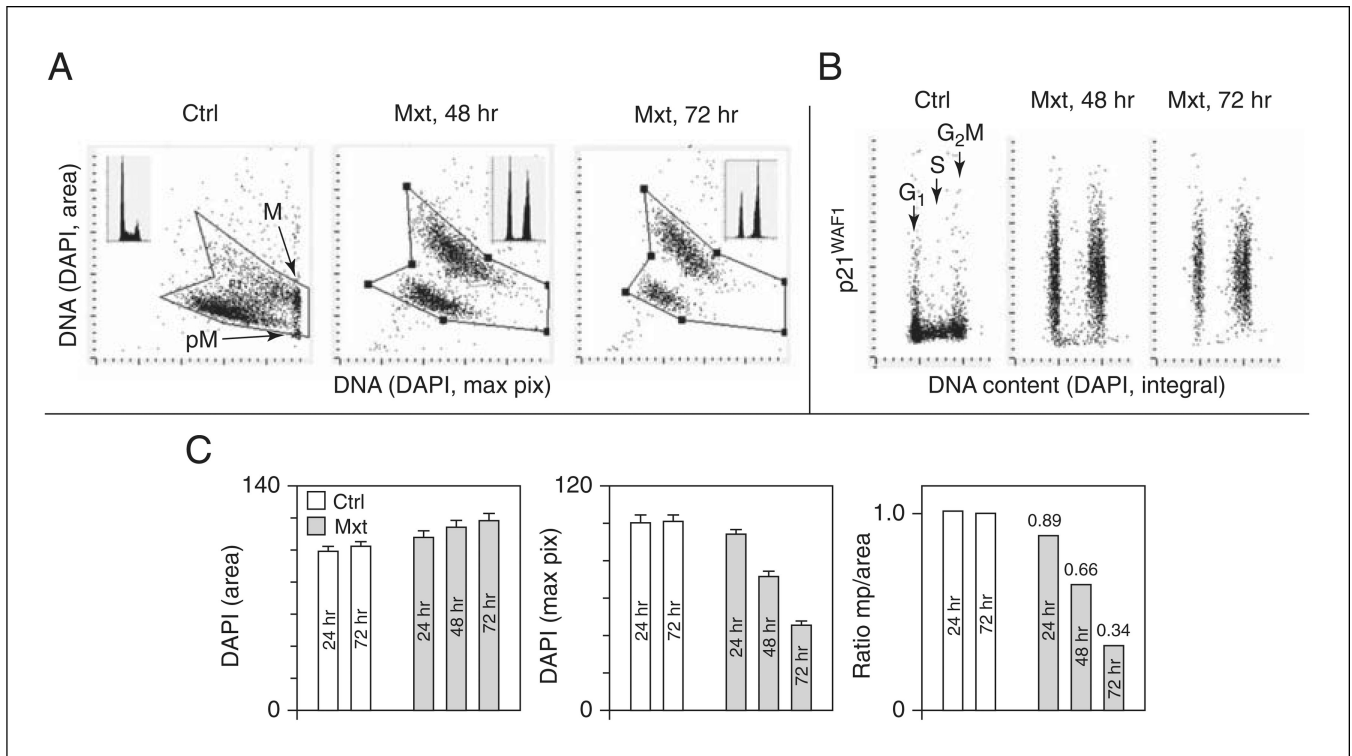 A
Ctrl
Mxt, 48 hr
Mxt, 72 hr
DNA (DAPI, area)
M
pM
DNA (DAPI, max pix)
B
Ctrl
Mxt, 48 hr
Mxt, 72 hr
p21WAF1
G1
S
G2M
DNA content (DAPI, integral)
C
DAPI (area)
140
0
Ctrl
Mxt
24 hr
72 hr
24 hr
48 hr
72 hr
DAPI (max pix)
120
0
24 hr
72 hr
24 hr
48 hr
72 hr
Ratio mp/area
1.0
0
0.89
0.66
0.34
24 hr
72 hr
24 hr
48 hr
72 hr